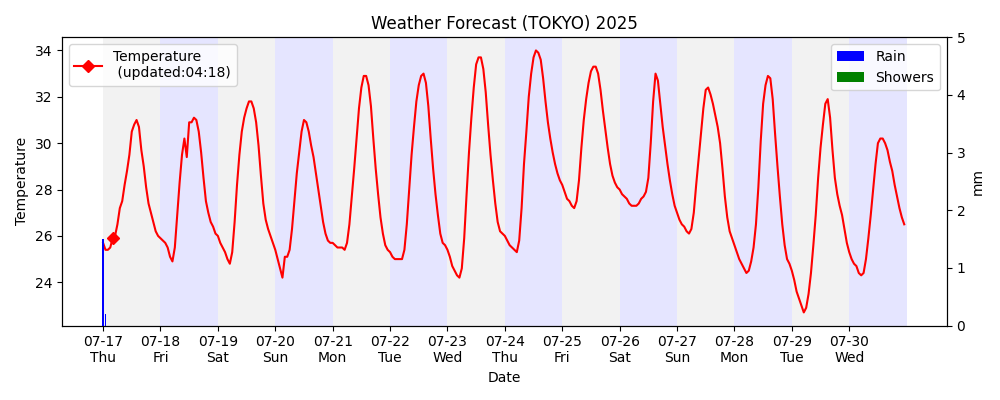 Weather Forecast (TOKYO) 2025
Temperature
(updated:04:18)
Rain
Showers
Temperature
34
32
30
28
26
24
5
4
3
2
1
0
mm
07-17 07-18 07-19 07-20 07-21 07-22 07-23 07-24 07-25 07-26 07-27 07-28 07-29 07-30
Thu Fri Sat Sun Mon Tue Wed Thu Fri Sat Sun Mon Tue Wed
Date